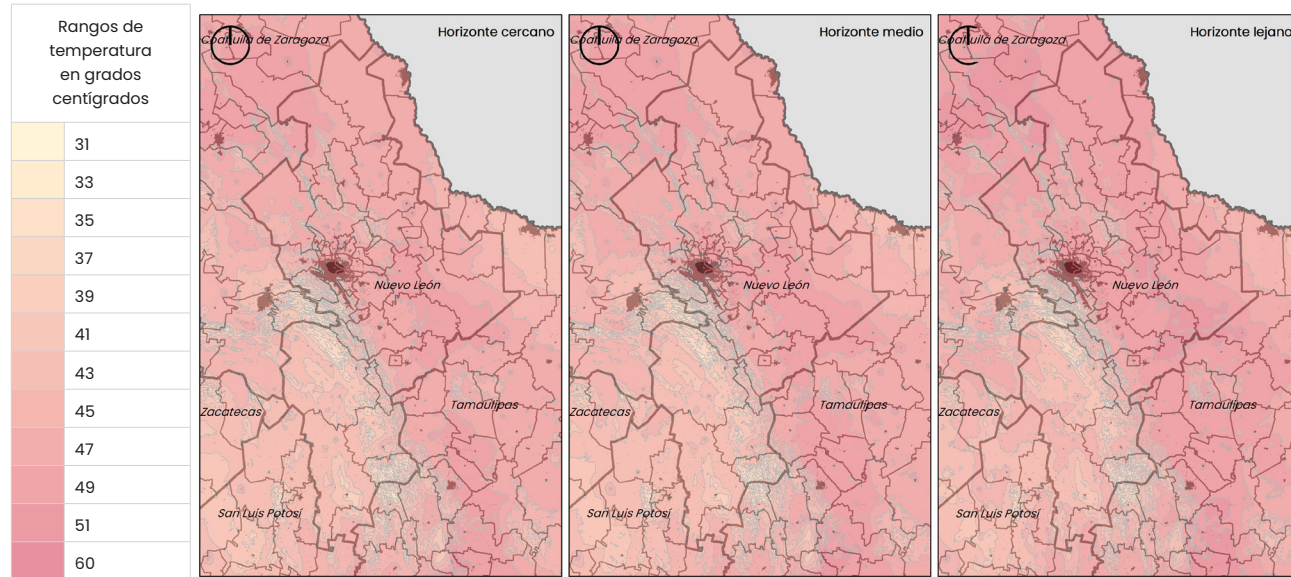 Rangos de
temperatura
en grados
centígrados
31
33
35
37
39
41
43
45
47
49
51
60
Coahuila de Zaragoza
Horizonte cercano
Nuevo León
Tamaulipas
Zacatecas
San Luis Potosí
Coahuila de Zaragoza
Horizonte medio
Nuevo León
Tamaulipas
Zacatecas
San Luis Potosí
Coahuila de Zaragoza
Horizonte lejano
Nuevo León
Tamaulipas
Zacatecas
San Luis Potosí